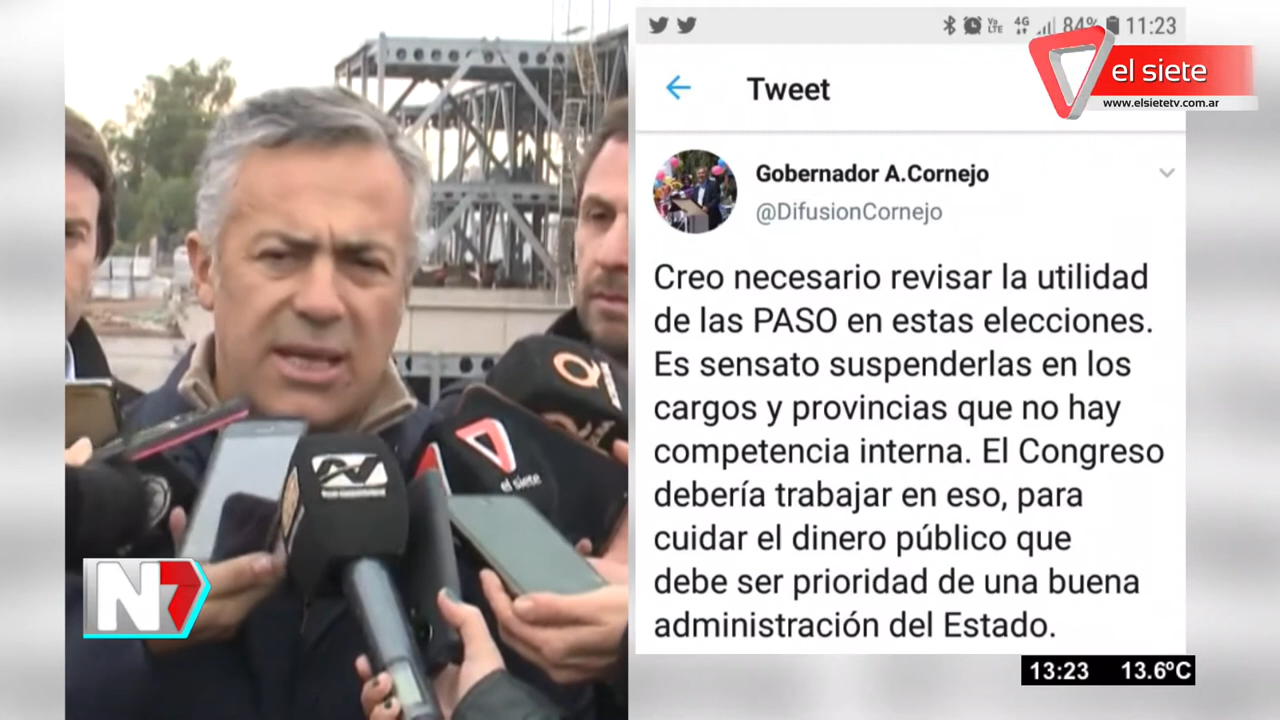 4G 84% 11:23
el siete
www.elsietetv.com.ar
Tweet
Gobernador A.Cornejo
@DifusionCornejo
Creo necesario revisar la utilidad
de las PASO en estas elecciones.
Es sensato suspenderlas en los
cargos y provincias que no hay
competencia interna. El Congreso
debería trabajar en eso, para
cuidar el dinero público que
debe ser prioridad de una buena
administración del Estado.
el siete
N7
13:23 13.6ºC